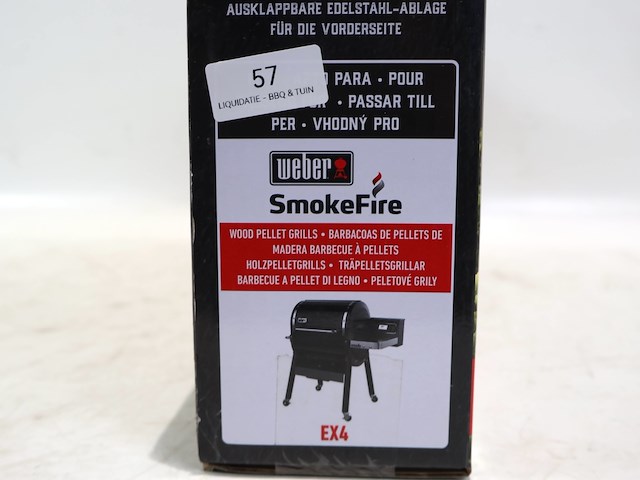 AUSKLAPPBARE EDELSTAHL-ABLAGE
FÜR DIE VORDERSEITE
57
LIQUIDATIE - BBQ & TUIN
PARA • POUR
• PASSAR TILL
PER • VHODNÝ PRO
weber
SmokeFire
WOOD PELLET GRILLS • BARBACOAS DE PELLETS DE
MADERA BARBECUE À PELLETS
HOLZPELLETGRILLS • TRÄPELLETSGRILLAR
BARBECUE A PELLET DI LEGNO • PELETOVÉ GRILY
EX4